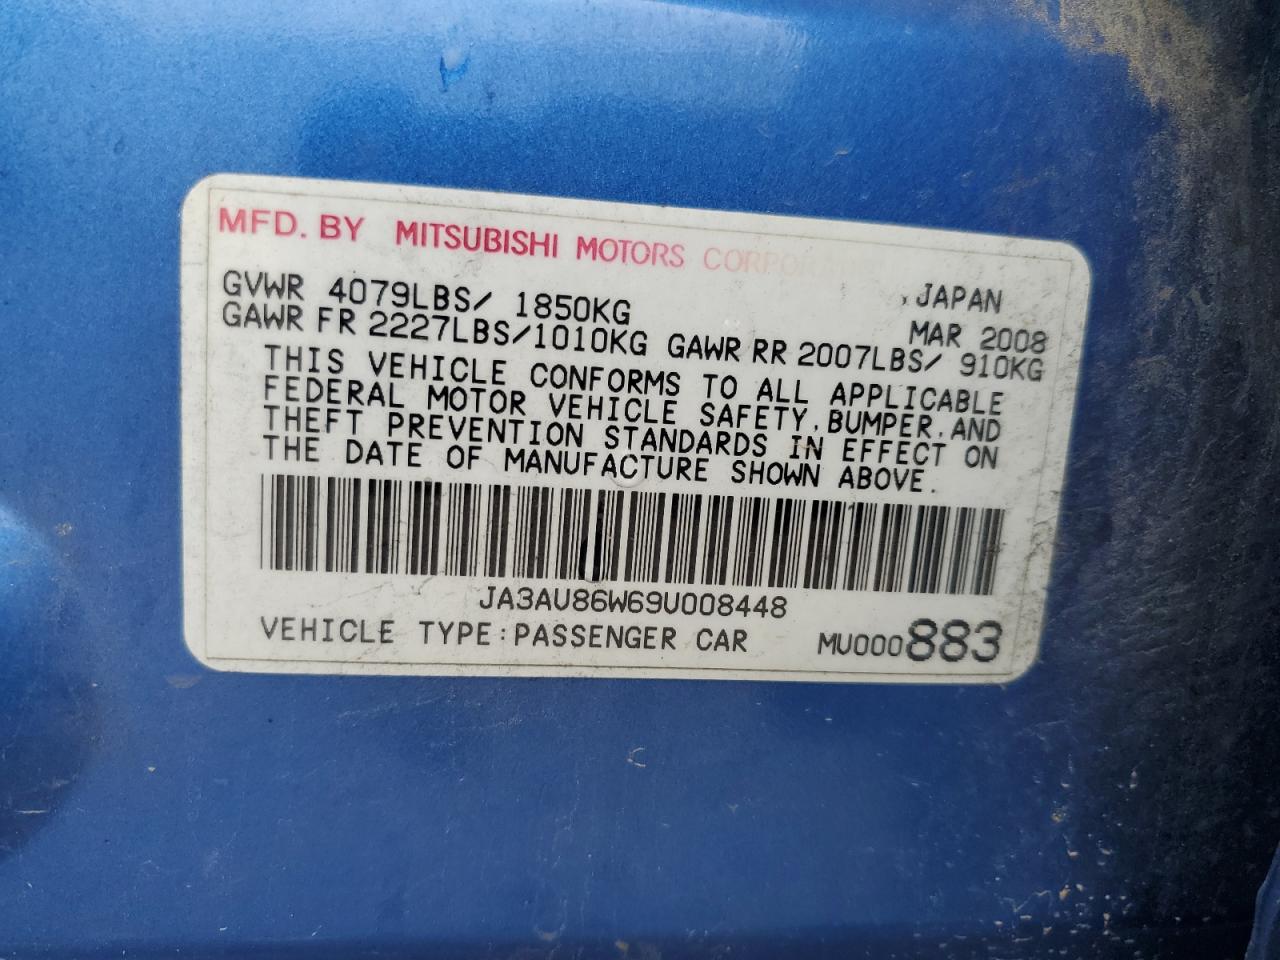 MFD. BY MITSUBISHI MOTORS CORPORATION
GVWR 4079LBS/ 1850KG JAPAN
MAR 2008
GAWR FR 2227LBS/1010KG GAWR RR 2007LBS/ 910KG
THIS VEHICLE CONFORMS TO ALL APPLICABLE
FEDERAL MOTOR VEHICLE SAFETY, BUMPER, AND
THEFT PREVENTION STANDARDS IN EFFECT ON
THE DATE OF MANUFACTURE SHOWN ABOVE.
JA3AU86W69U008448
VEHICLE TYPE:PASSENGER CAR MU000883